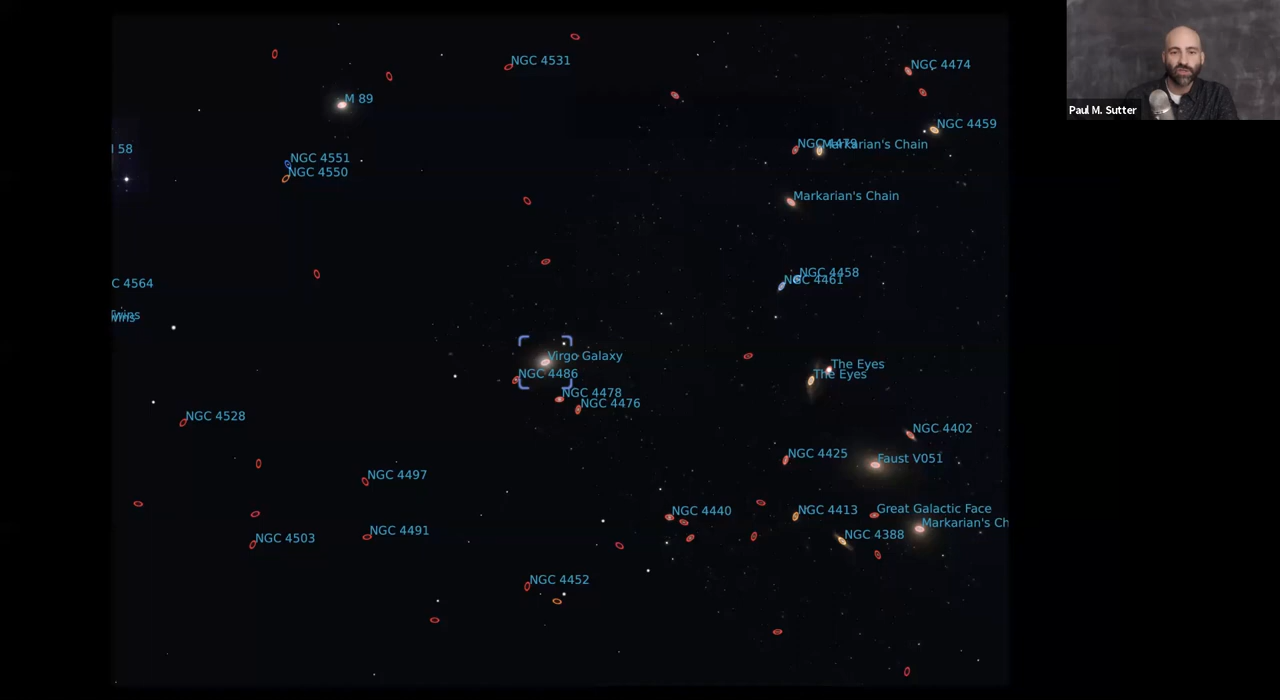 NGC 4531
NGC 4474
M 89
Paul M. Sutter
NGC 4459
NGC 4479
Markarian's Chain
58
NGC 4551
NGC 4550
Markarian's Chain
NGC 4458
NGC 4461
C 4564
wins
Virgo Galaxy
The Eyes
The Eyes
NGC 4486
NGC 4478
NGC 4476
NGC 4528
NGC 4402
NGC 4425
Faust V051
NGC 4497
NGC 4440
NGC 4413
Great Galactic Face
Markarian's Ch
NGC 4491
NGC 4503
NGC 4388
NGC 4452